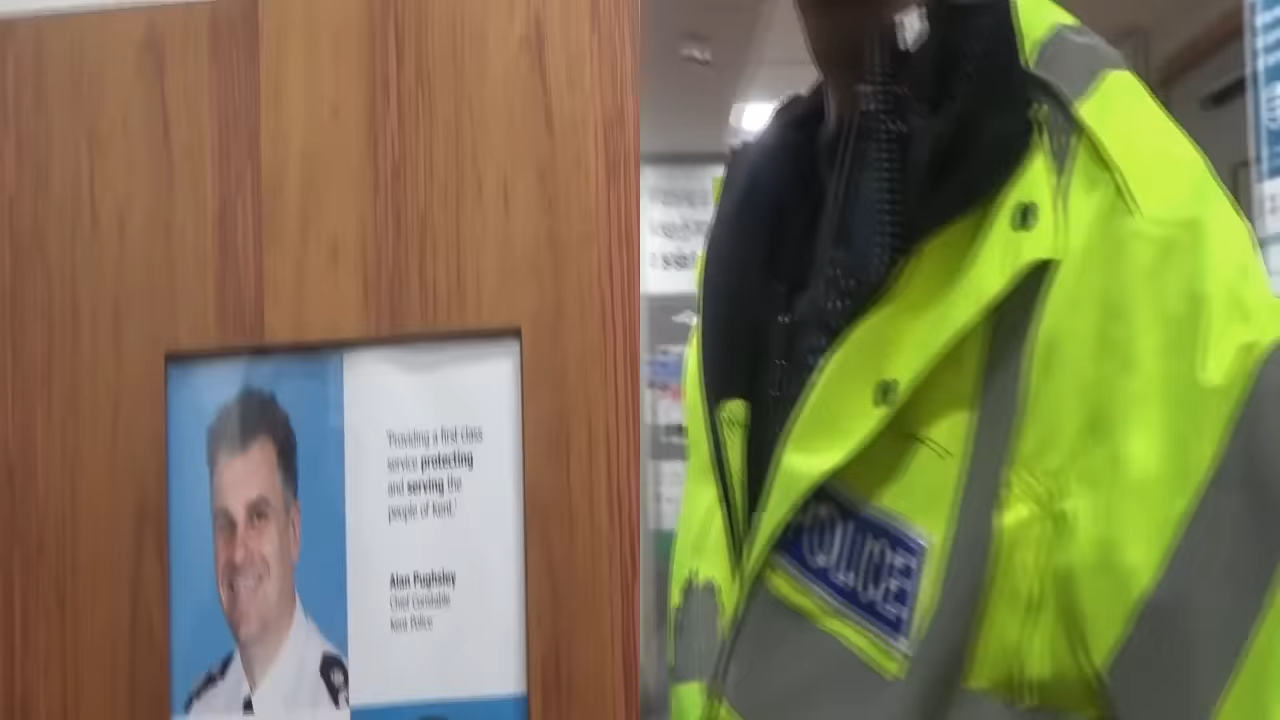 'Providing a first class
service protecting
and serving the
people of Kent.'
Alan Pughsley
Chief Constable
Kent Police
POLICE